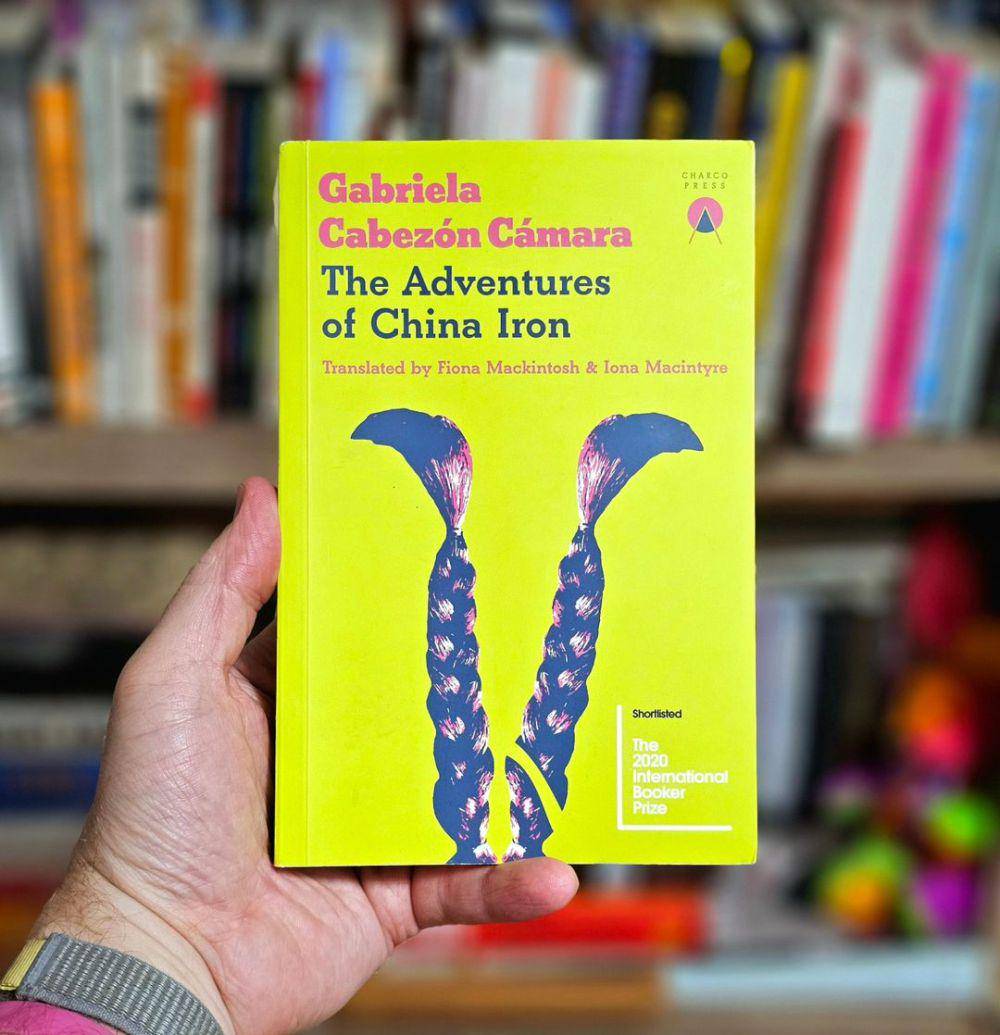 Gabriela
Cabezón Cámara
CHARCO
PRESS
The Adventures
of China Iron
Translated by Fiona Mackintosh & Iona Macintyre
Shortlisted
The
2020
International
Booker
Prize